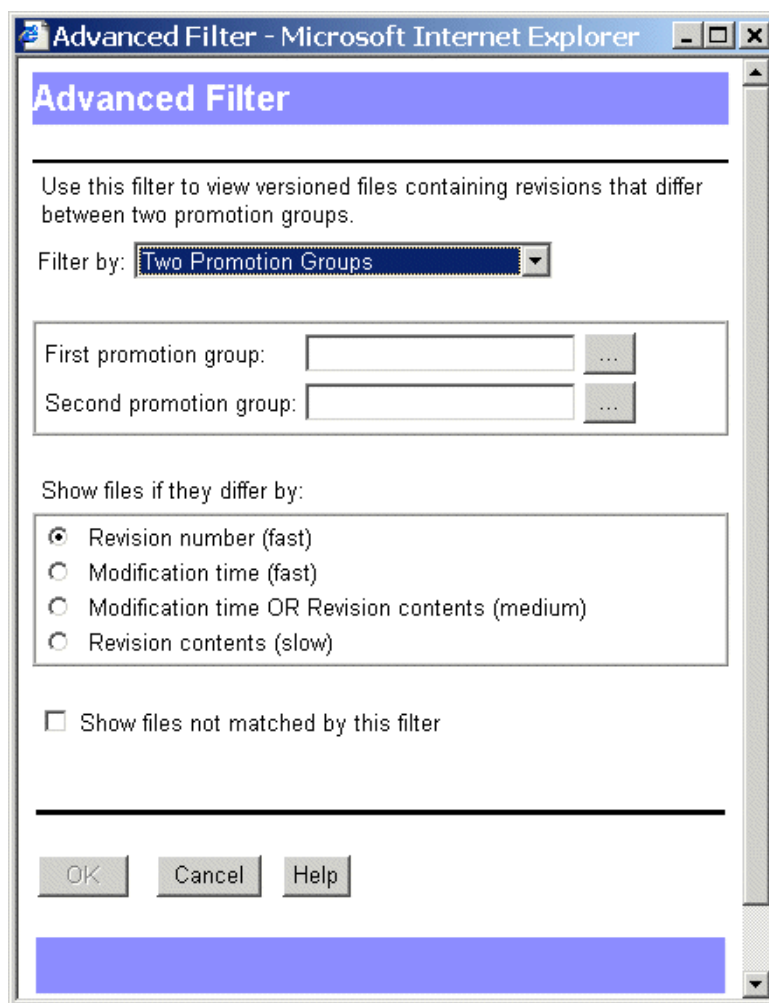 Advanced Filter - Microsoft Internet Explorer
Advanced Filter
Use this filter to view versioned files containing revisions that differ
between two promotion groups.
Filter by: Two Promotion Groups
First promotion group: ...
Second promotion group: ...
Show files if they differ by:
Revision number (fast)
Modification time (fast)
Modification time OR Revision contents (medium)
Revision contents (slow)
Show files not matched by this filter
OK Cancel Help